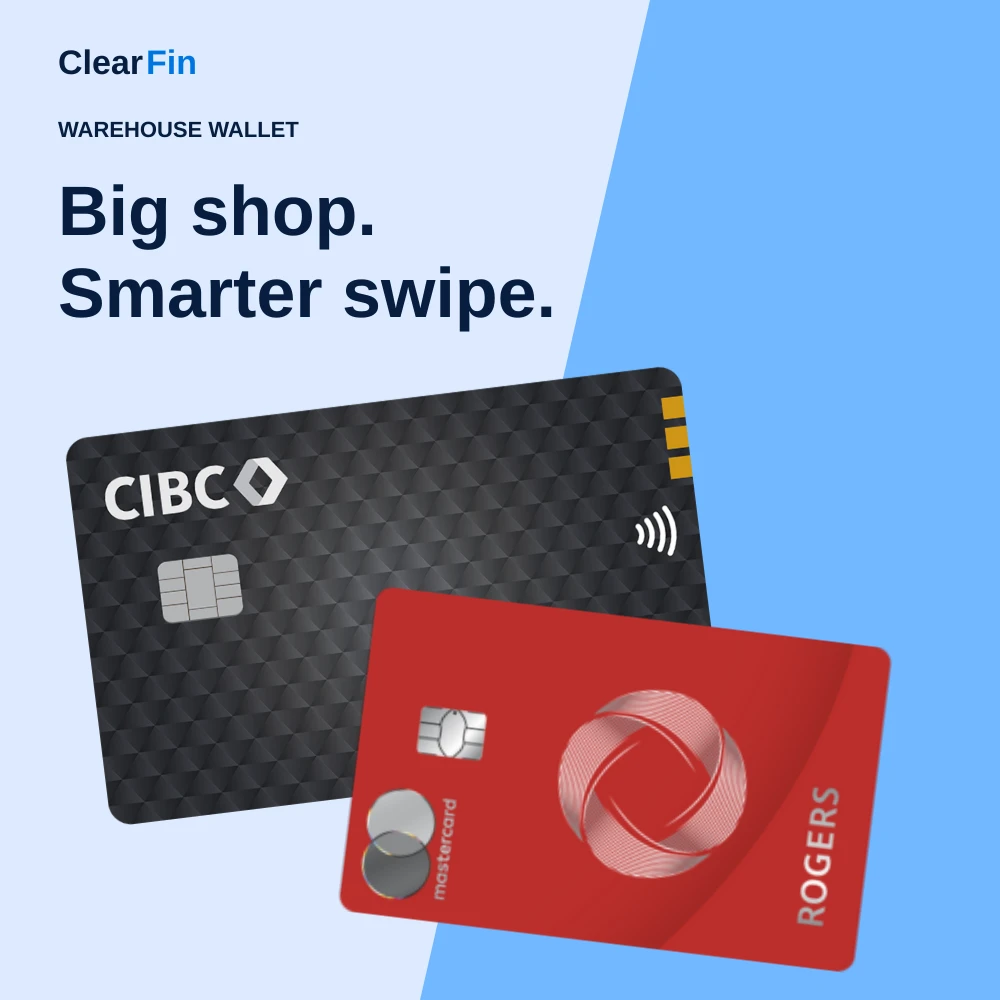 ClearFin
WAREHOUSE WALLET
Big shop.
Smarter swipe.
CIBC
mastercard
ROGERS